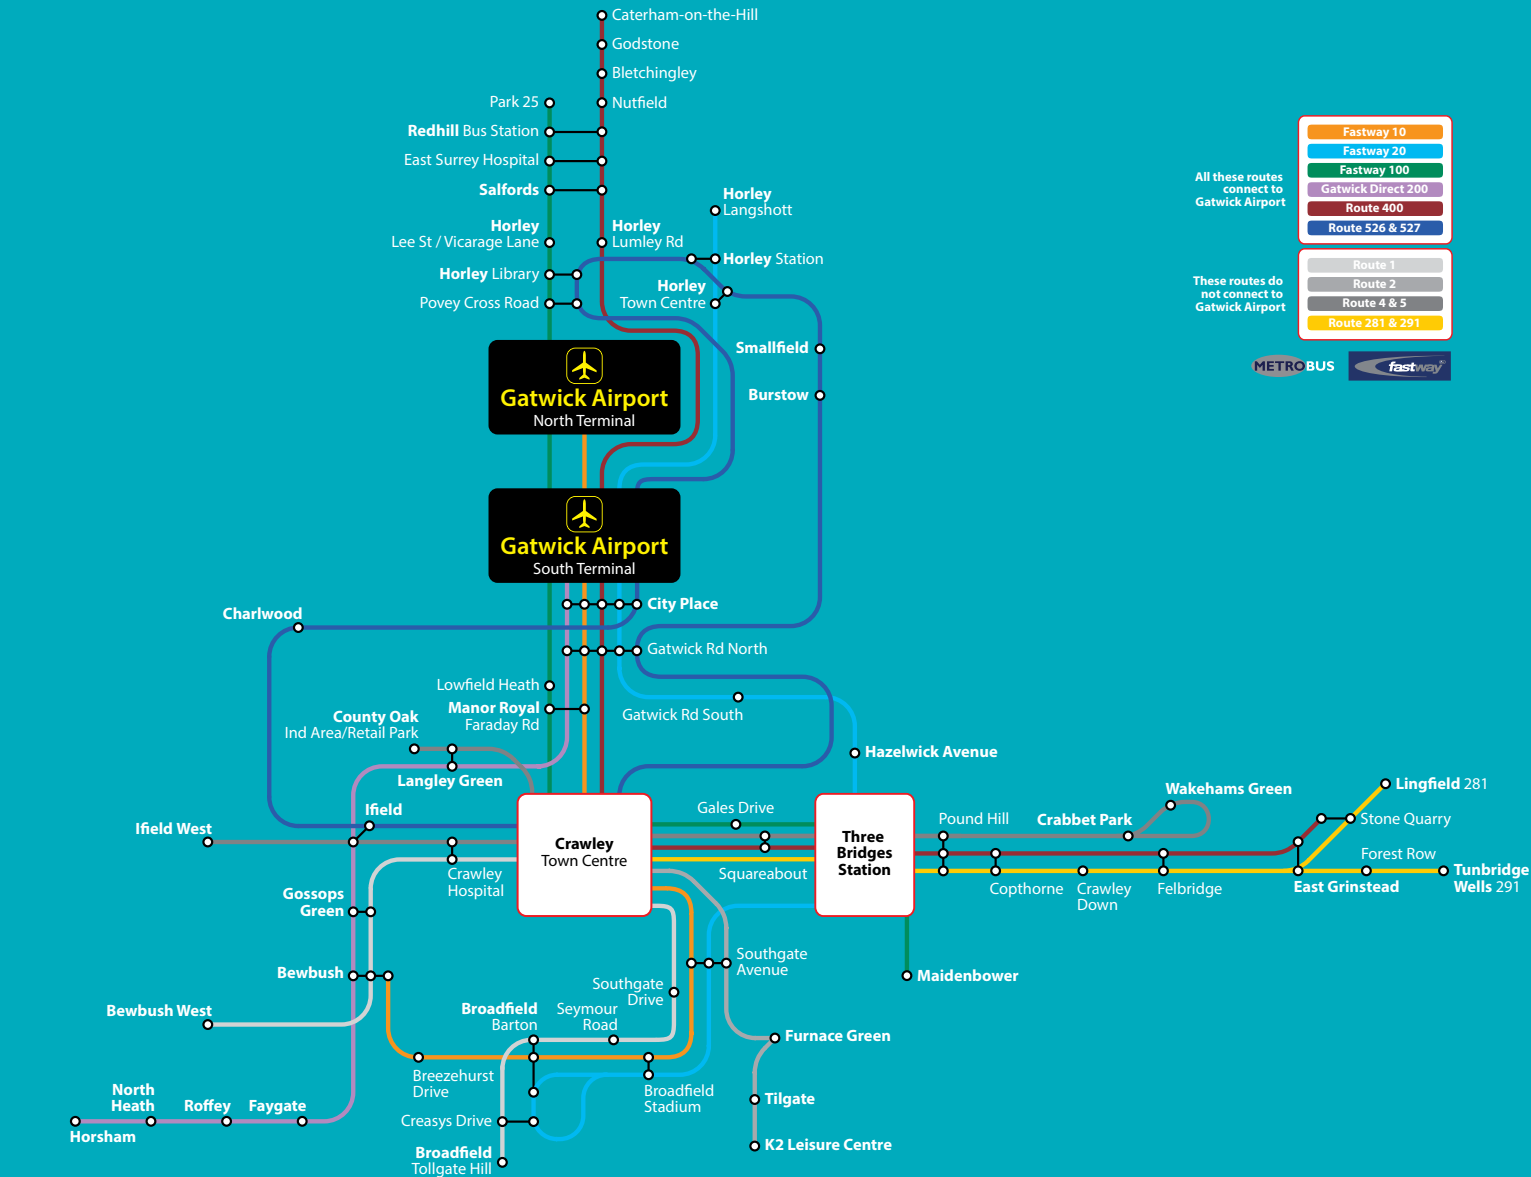 Caterham-on-the-Hill
Godstone
Bletchingley
Park 25
Nutfield
Redhill Bus Station
East Surrey Hospital
Salfords
Horley
Langshott
Horley
Lee St / Vicarage Lane
Horley
Lumley Rd
Horley Station
Horley Library
Horley
Town Centre
Povey Cross Road
Smallfield
Burstow
Gatwick Airport
North Terminal
Gatwick Airport
South Terminal
All these routes
connect to
Gatwick Airport
Fastway 10
Fastway 20
Fastway 100
Gatwick Direct 200
Route 400
Route 526 & 527
These routes do
not connect to
Gatwick Airport
Route 1
Route 2
Route 4 & 5
Route 281 & 291
METROBUS
fastway
Charlwood
City Place
Gatwick Rd North
Lowfield Heath
Manor Royal
Faraday Rd
Gatwick Rd South
County Oak
Ind Area/Retail Park
Langley Green
Hazelwick Avenue
Ifield
Ifield West
Crawley
Hospital
Crawley
Town Centre
Gales Drive
Squareabout
Three
Bridges
Station
Pound Hill
Crabbet Park
Wakehams Green
Lingfield 281
Stone Quarry
Forest Row
Copthorne
Crawley
Down
Felbridge
East Grinstead
Tunbridge
Wells 291
Gossops
Green
Bewbush
Bewbush West
Southgate
Avenue
Maidenbower
Southgate
Drive
Broadfield
Barton
Seymour
Road
Furnace Green
Breezehurst
Drive
Broadfield
Stadium
Tilgate
North
Heath
Roffey
Faygate
Horsham
Creasys Drive
Broadfield
Tollgate Hill
K2 Leisure Centre